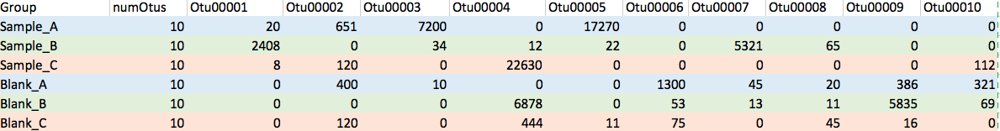 Group numOtus Otu00001 Otu00002 Otu00003 Otu00004 Otu00005 Otu00006 Otu00007 Otu00008 Otu00009 Otu00010
Sample_A 10 20 651 7200 0 17270 0 0 0 0 0
Sample_B 10 2408 0 34 12 22 0 5321 65 0 0
Sample_C 10 8 120 0 22630 0 0 0 0 0 112
Blank_A 10 0 400 10 0 0 1300 45 20 386 321
Blank_B 10 0 0 0 6878 0 53 13 11 5835 69
Blank_C 10 0 120 0 444 11 75 0 45 16 0